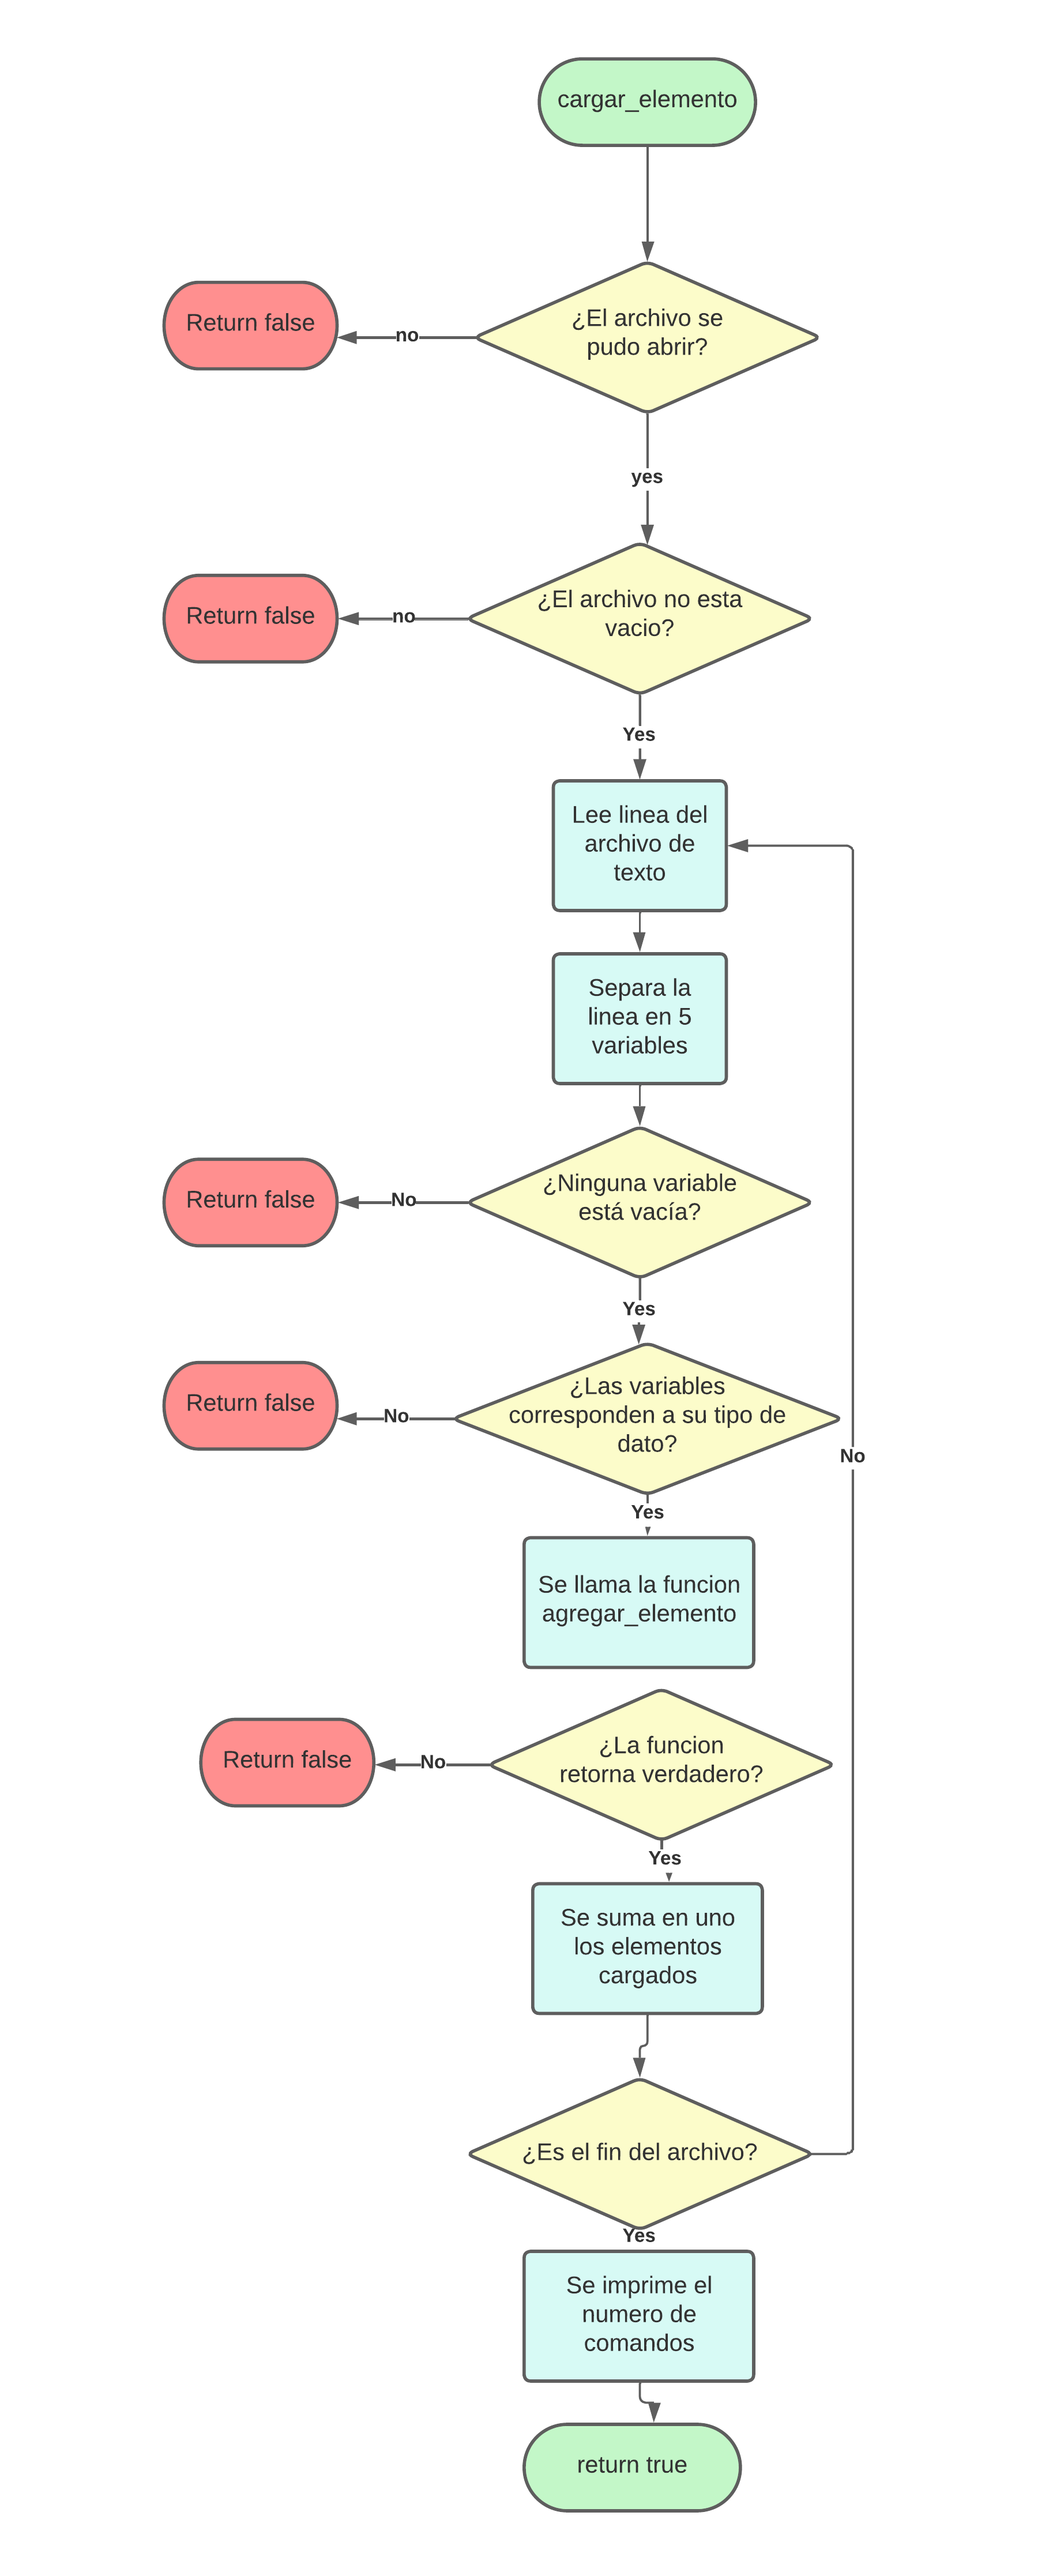 cargar_elemento
¿El archivo se
pudo abrir?
no
Return false
yes
¿El archivo no esta
vacio?
no
Return false
Yes
Lee linea del
archivo de
texto
Separa la
linea en 5
variables
¿Ninguna variable
está vacía?
No
Return false
Yes
¿Las variables
corresponden a su tipo de
dato?
No
Return false
Yes
Se llama la funcion
agregar_elemento
¿La funcion
retorna verdadero?
No
Return false
Yes
Se suma en uno
los elementos
cargados
¿Es el fin del archivo?
No
Yes
Se imprime el
numero de
comandos
return true